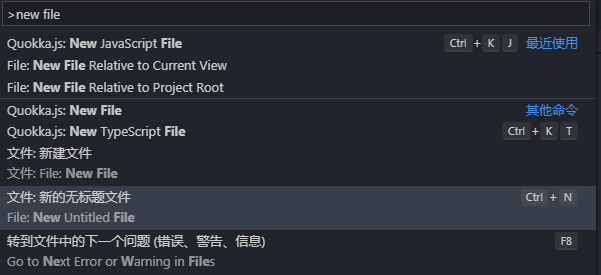 >new file
Quokka.js: New JavaScript File Ctrl + K J 最近使用
File: New File Relative to Current View
File: New File Relative to Project Root
Quokka.js: New File 其他命令
Quokka.js: New TypeScript File Ctrl + K T
文件: 新建文件
文件: File: New File
文件: 新的无标题文件 Ctrl + N
File: New Untitled File
转到文件中的下一个问题 (错误、警告、信息) F8
Go to Next Error or Warning in Files